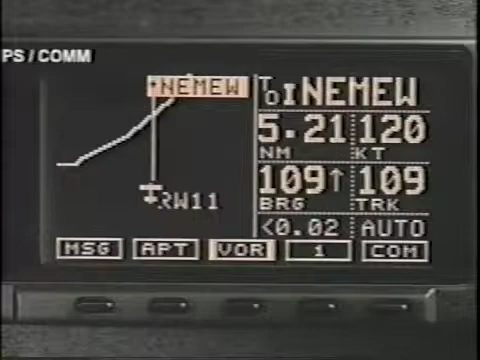 PS / COMM
NEMEW
TO I NEMEW
5.21 120
NM KT
109↑ 109
BRG TRK
RW11
<0.02 AUTO
MSG APT VOR 1 COM